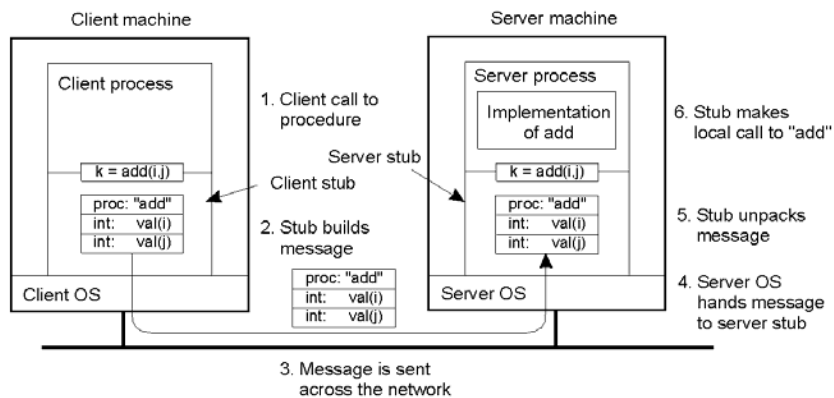 Client machine
Server machine
Client process
1. Client call to
procedure
k = add(i,j)
Client stub
proc: "add"
int: val(i)
int: val(j)
2. Stub builds
message
proc: "add"
int: val(i)
int: val(j)
Client OS
3. Message is sent
across the network
Server process
Implementation
of add
Server stub
k = add(i,j)
proc: "add"
int: val(i)
int: val(j)
Server OS
6. Stub makes
local call to "add"
5. Stub unpacks
message
4. Server OS
hands message
to server stub